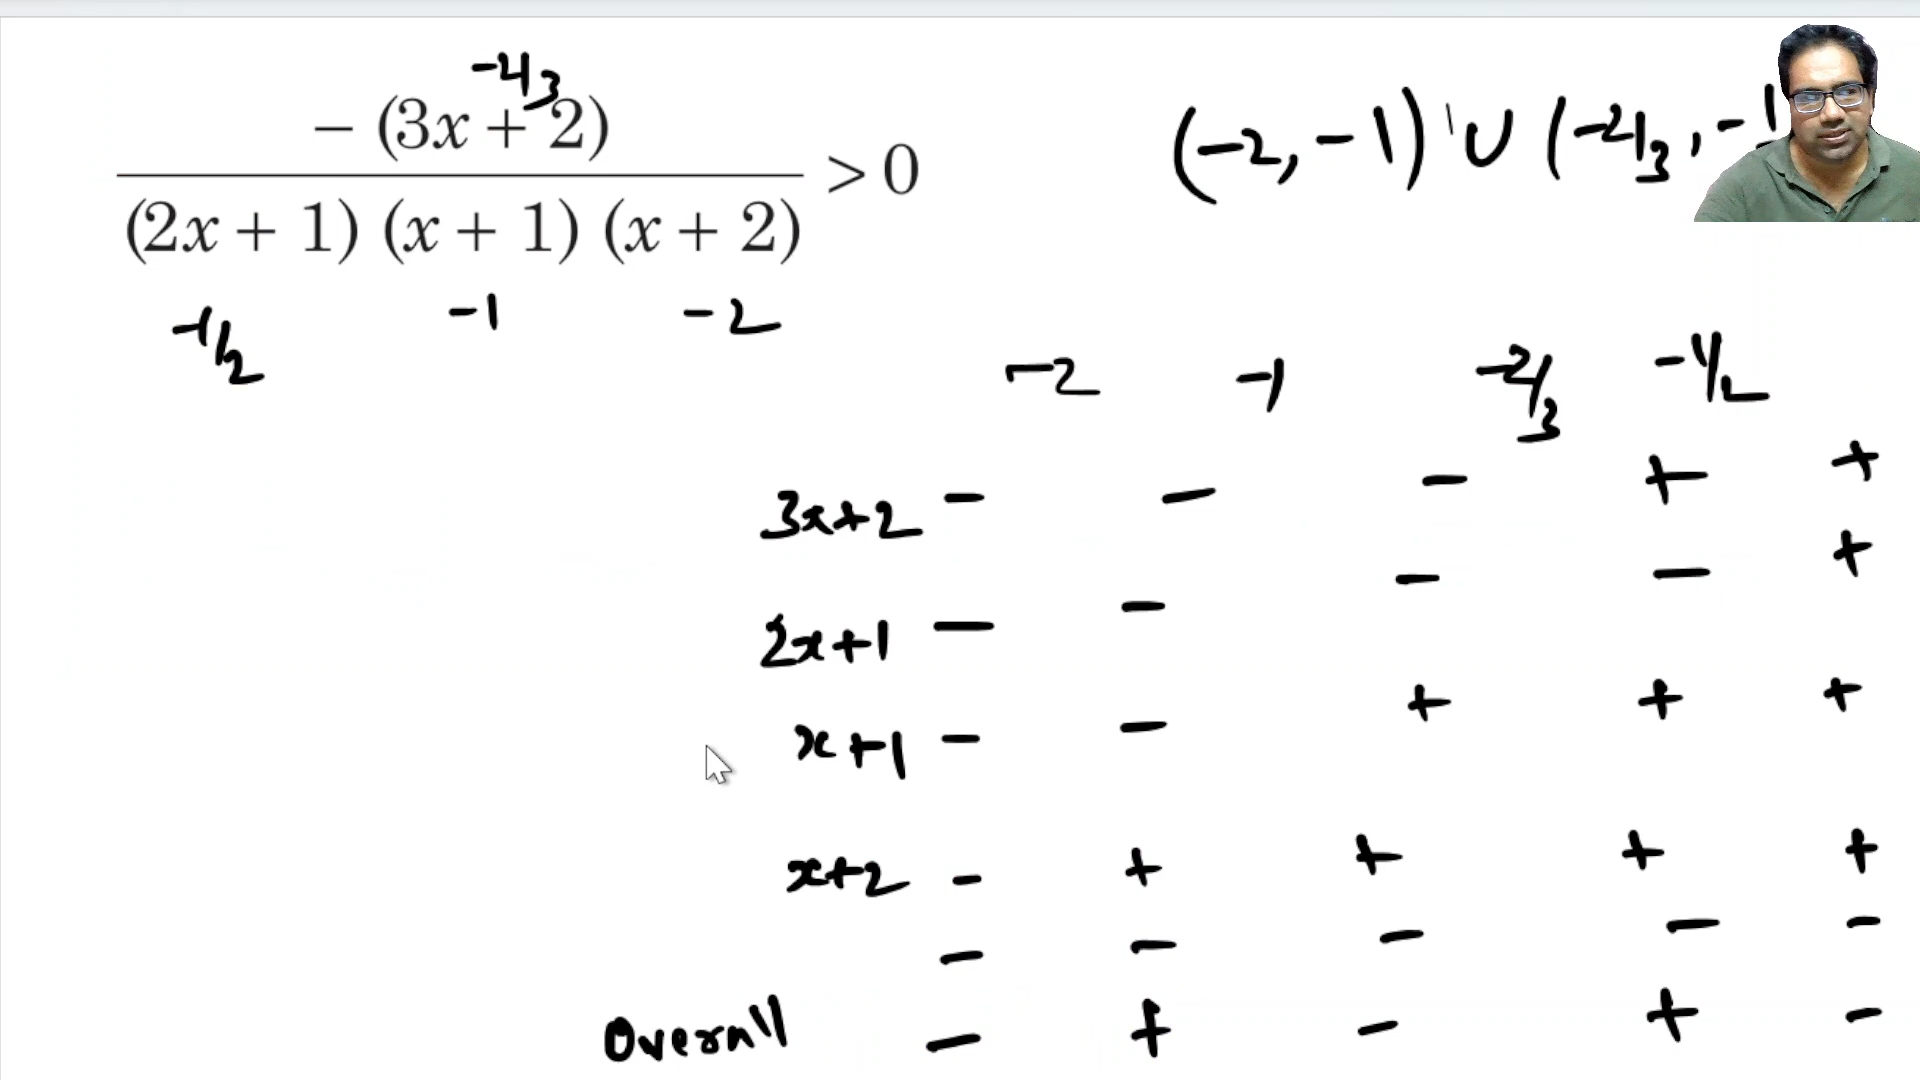 -2/3
- (3x + 2)
(2x + 1) (x + 1) (x + 2) > 0
-1/2 -1 -2
(-2, -1) ∪ (-2/3, -1
-2 -1 -2/3 -1/2
3x+2 - - - + +
2x+1 - - - - +
x+1 - - + + +
x+2 - + + + +
- - - - -
Overall - + - + -